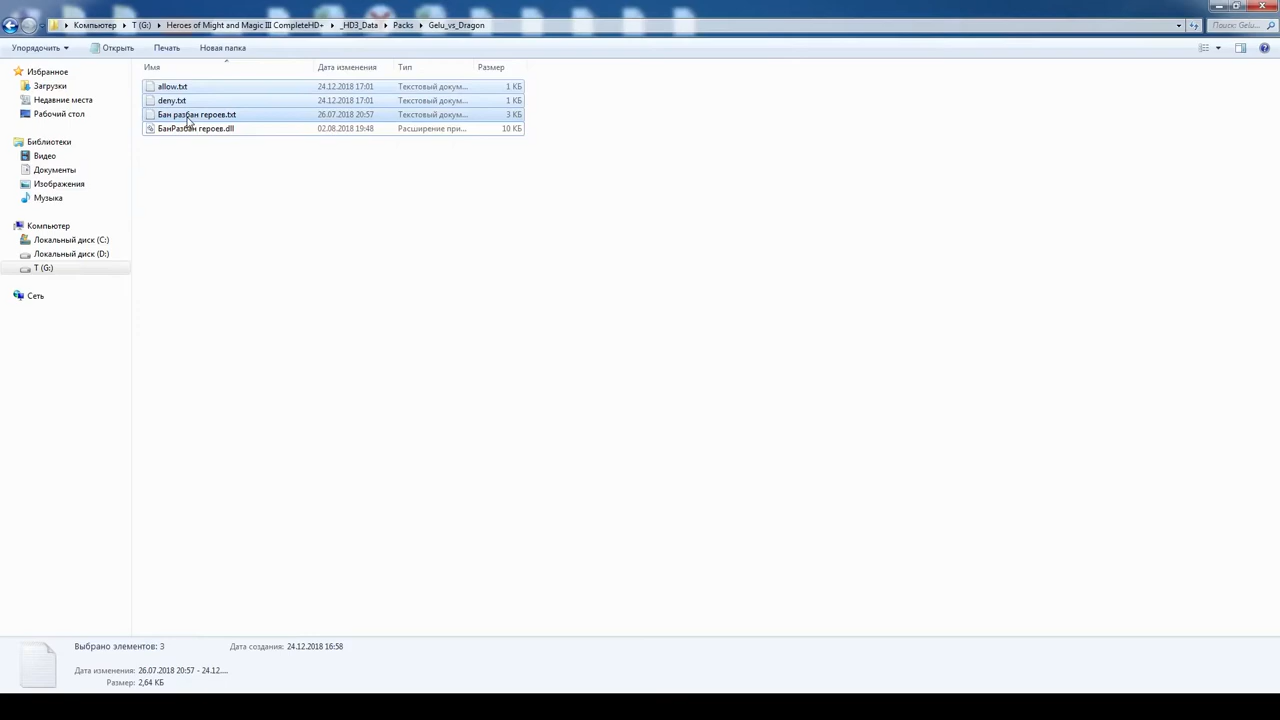 Компьютер ▸ T (G:) ▸ Heroes of Might and Magic III CompleteHD+ ▸ _HD3_Data ▸ Packs ▸ Gelu_vs_Dragon
Поиск: Gelu...
Упорядочить Открыть Печать Новая папка
Имя Дата изменения Тип Размер
Избранное
Загрузки
Недавние места
Рабочий стол
Библиотеки
Видео
Документы
Изображения
Музыка
Компьютер
Локальный диск (C:)
Локальный диск (D:)
T (G:)
Сеть
allow.txt 24.12.2018 17:01 Текстовый докум... 1 КБ
deny.txt 24.12.2018 17:01 Текстовый докум... 1 КБ
Бан разбан героев.txt 26.07.2018 20:57 Текстовый докум... 3 КБ
БанРазбан героев.dll 02.08.2018 19:48 Расширение при... 10 КБ
Выбрано элементов: 3 Дата создания: 24.12.2018 16:58
Дата изменения: 26.07.2018 20:57 - 24.12....
Размер: 2,64 КБ